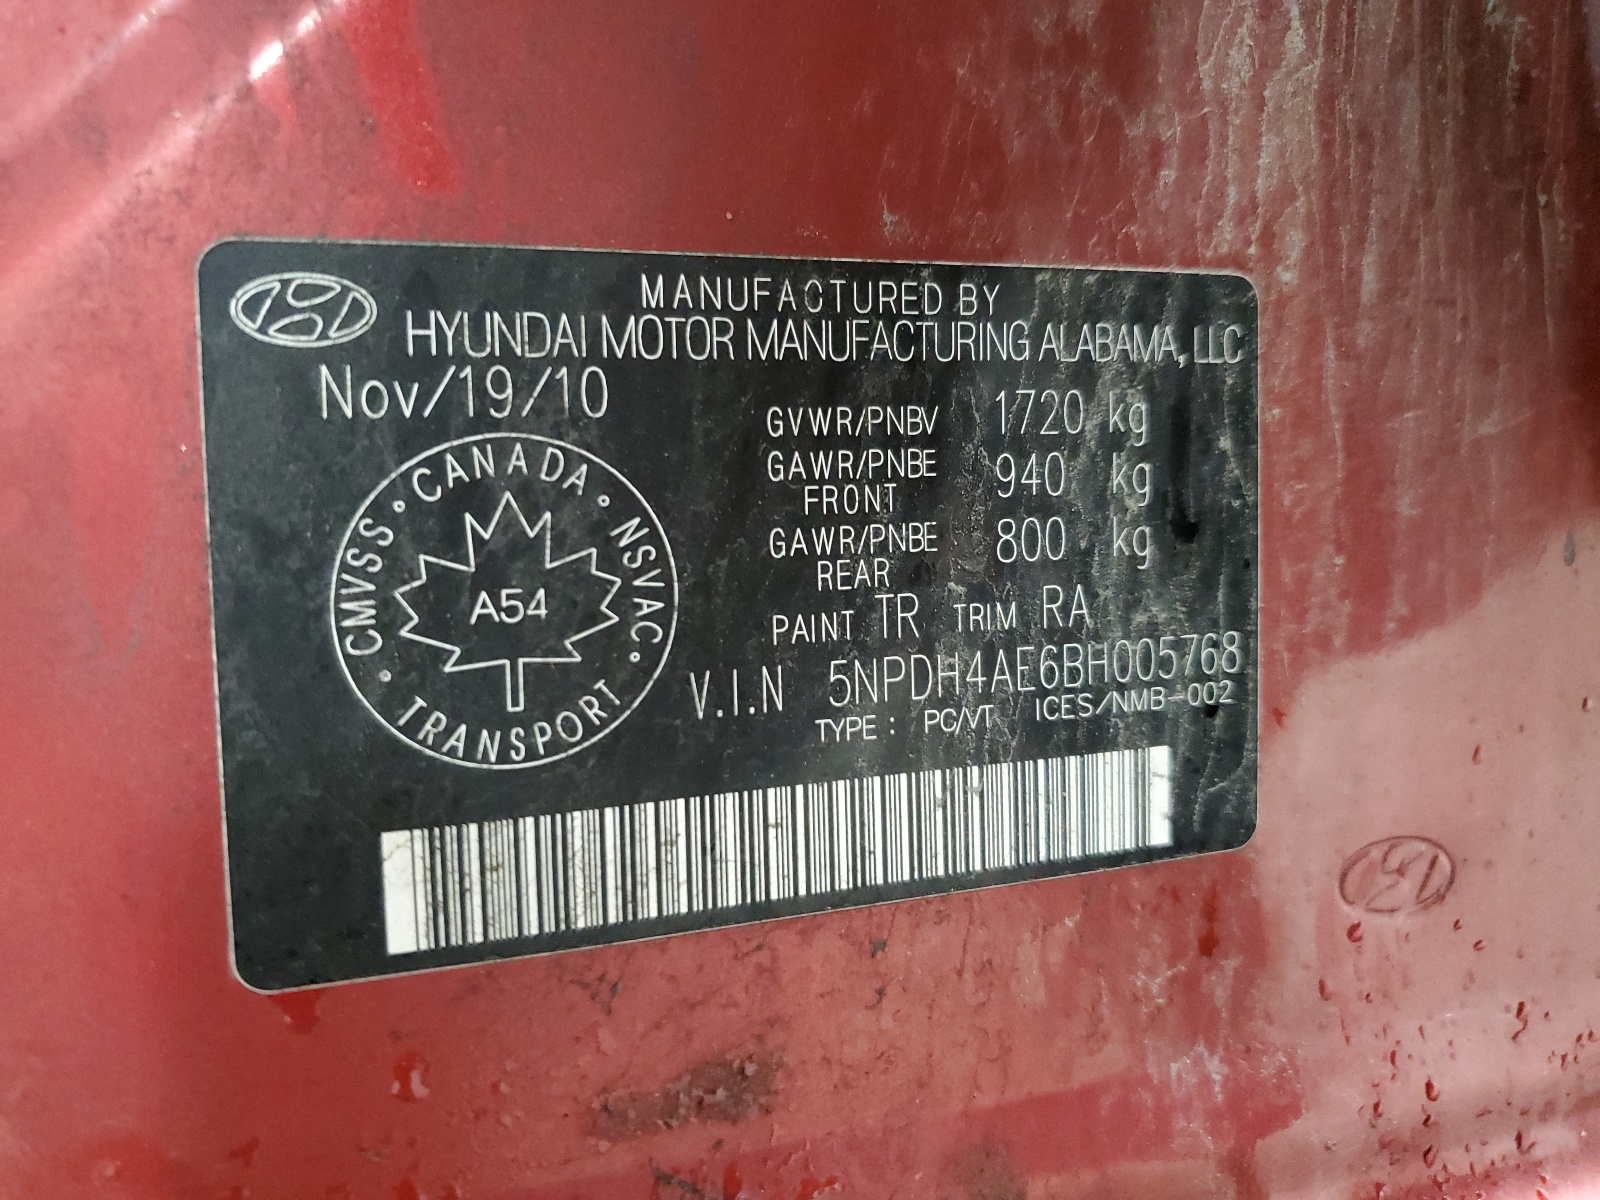 MANUFACTURED BY
HYUNDAI MOTOR MANUFACTURING ALABAMA, LLC
Nov/19/10
GVWR/PNBV 1720 kg
GAWR/PNBE FRONT 940 kg
GAWR/PNBE REAR 800 kg
PAINT TR TRIM RA
V.I.N 5NPDH4AE6BH005768
TYPE : PC/VT ICES/NMB-002
CANADA
NSVAC
TRANSPORT
CMVSS
A54